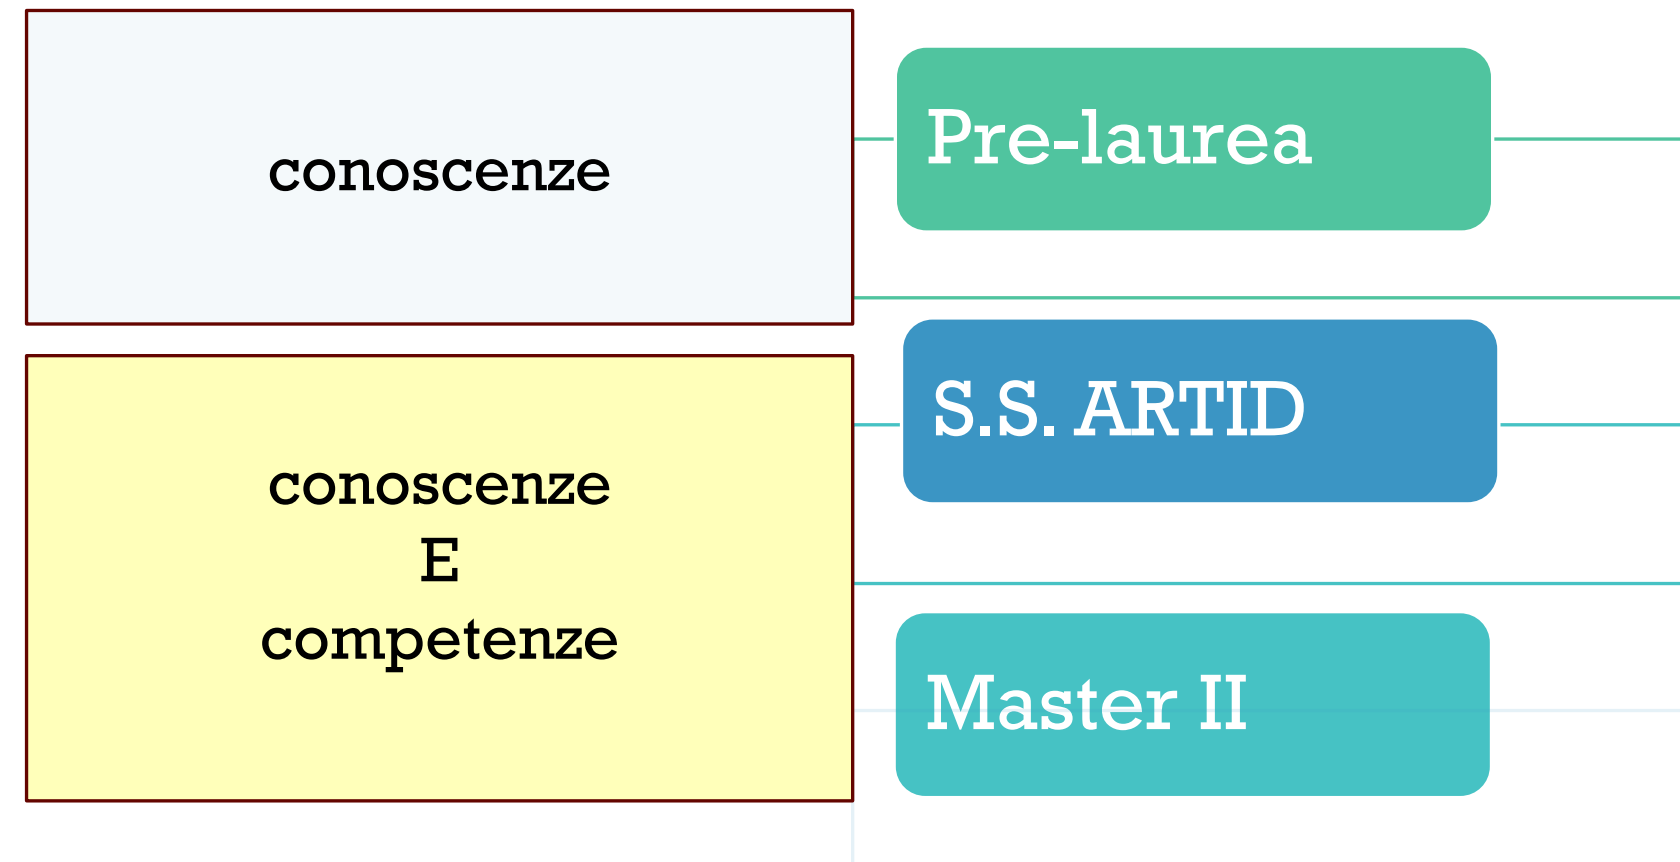 conoscenze
Pre-laurea
conoscenze
E
competenze
S.S. ARTID
Master II